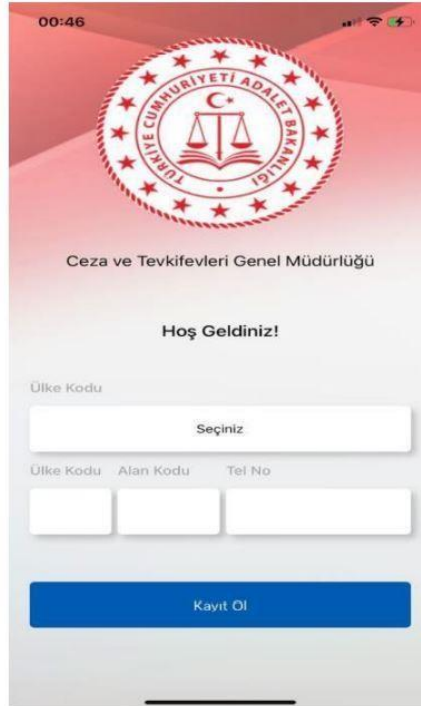 00:46
TÜRKİYE CUMHURİYETİ ADALET BAKANLIĞI
Ceza ve Tevkifevleri Genel Müdürlüğü
Hoş Geldiniz!
Ülke Kodu
Seçiniz
Ülke Kodu Alan Kodu Tel No
Kayıt Ol